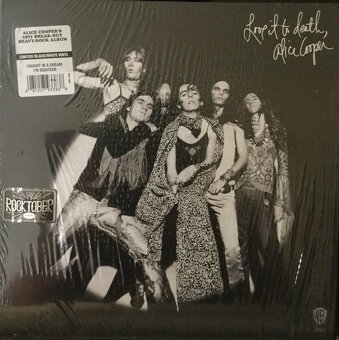 ALICE COOPER'S
1971 BREAK-OUT
HEAVY-ROCK ALBUM
LIMITED BLACK/WHITE VINYL
CAUGHT IN A DREAM
I'M EIGHTEEN
Love it to death,
Alice Cooper
ROCKTOBER